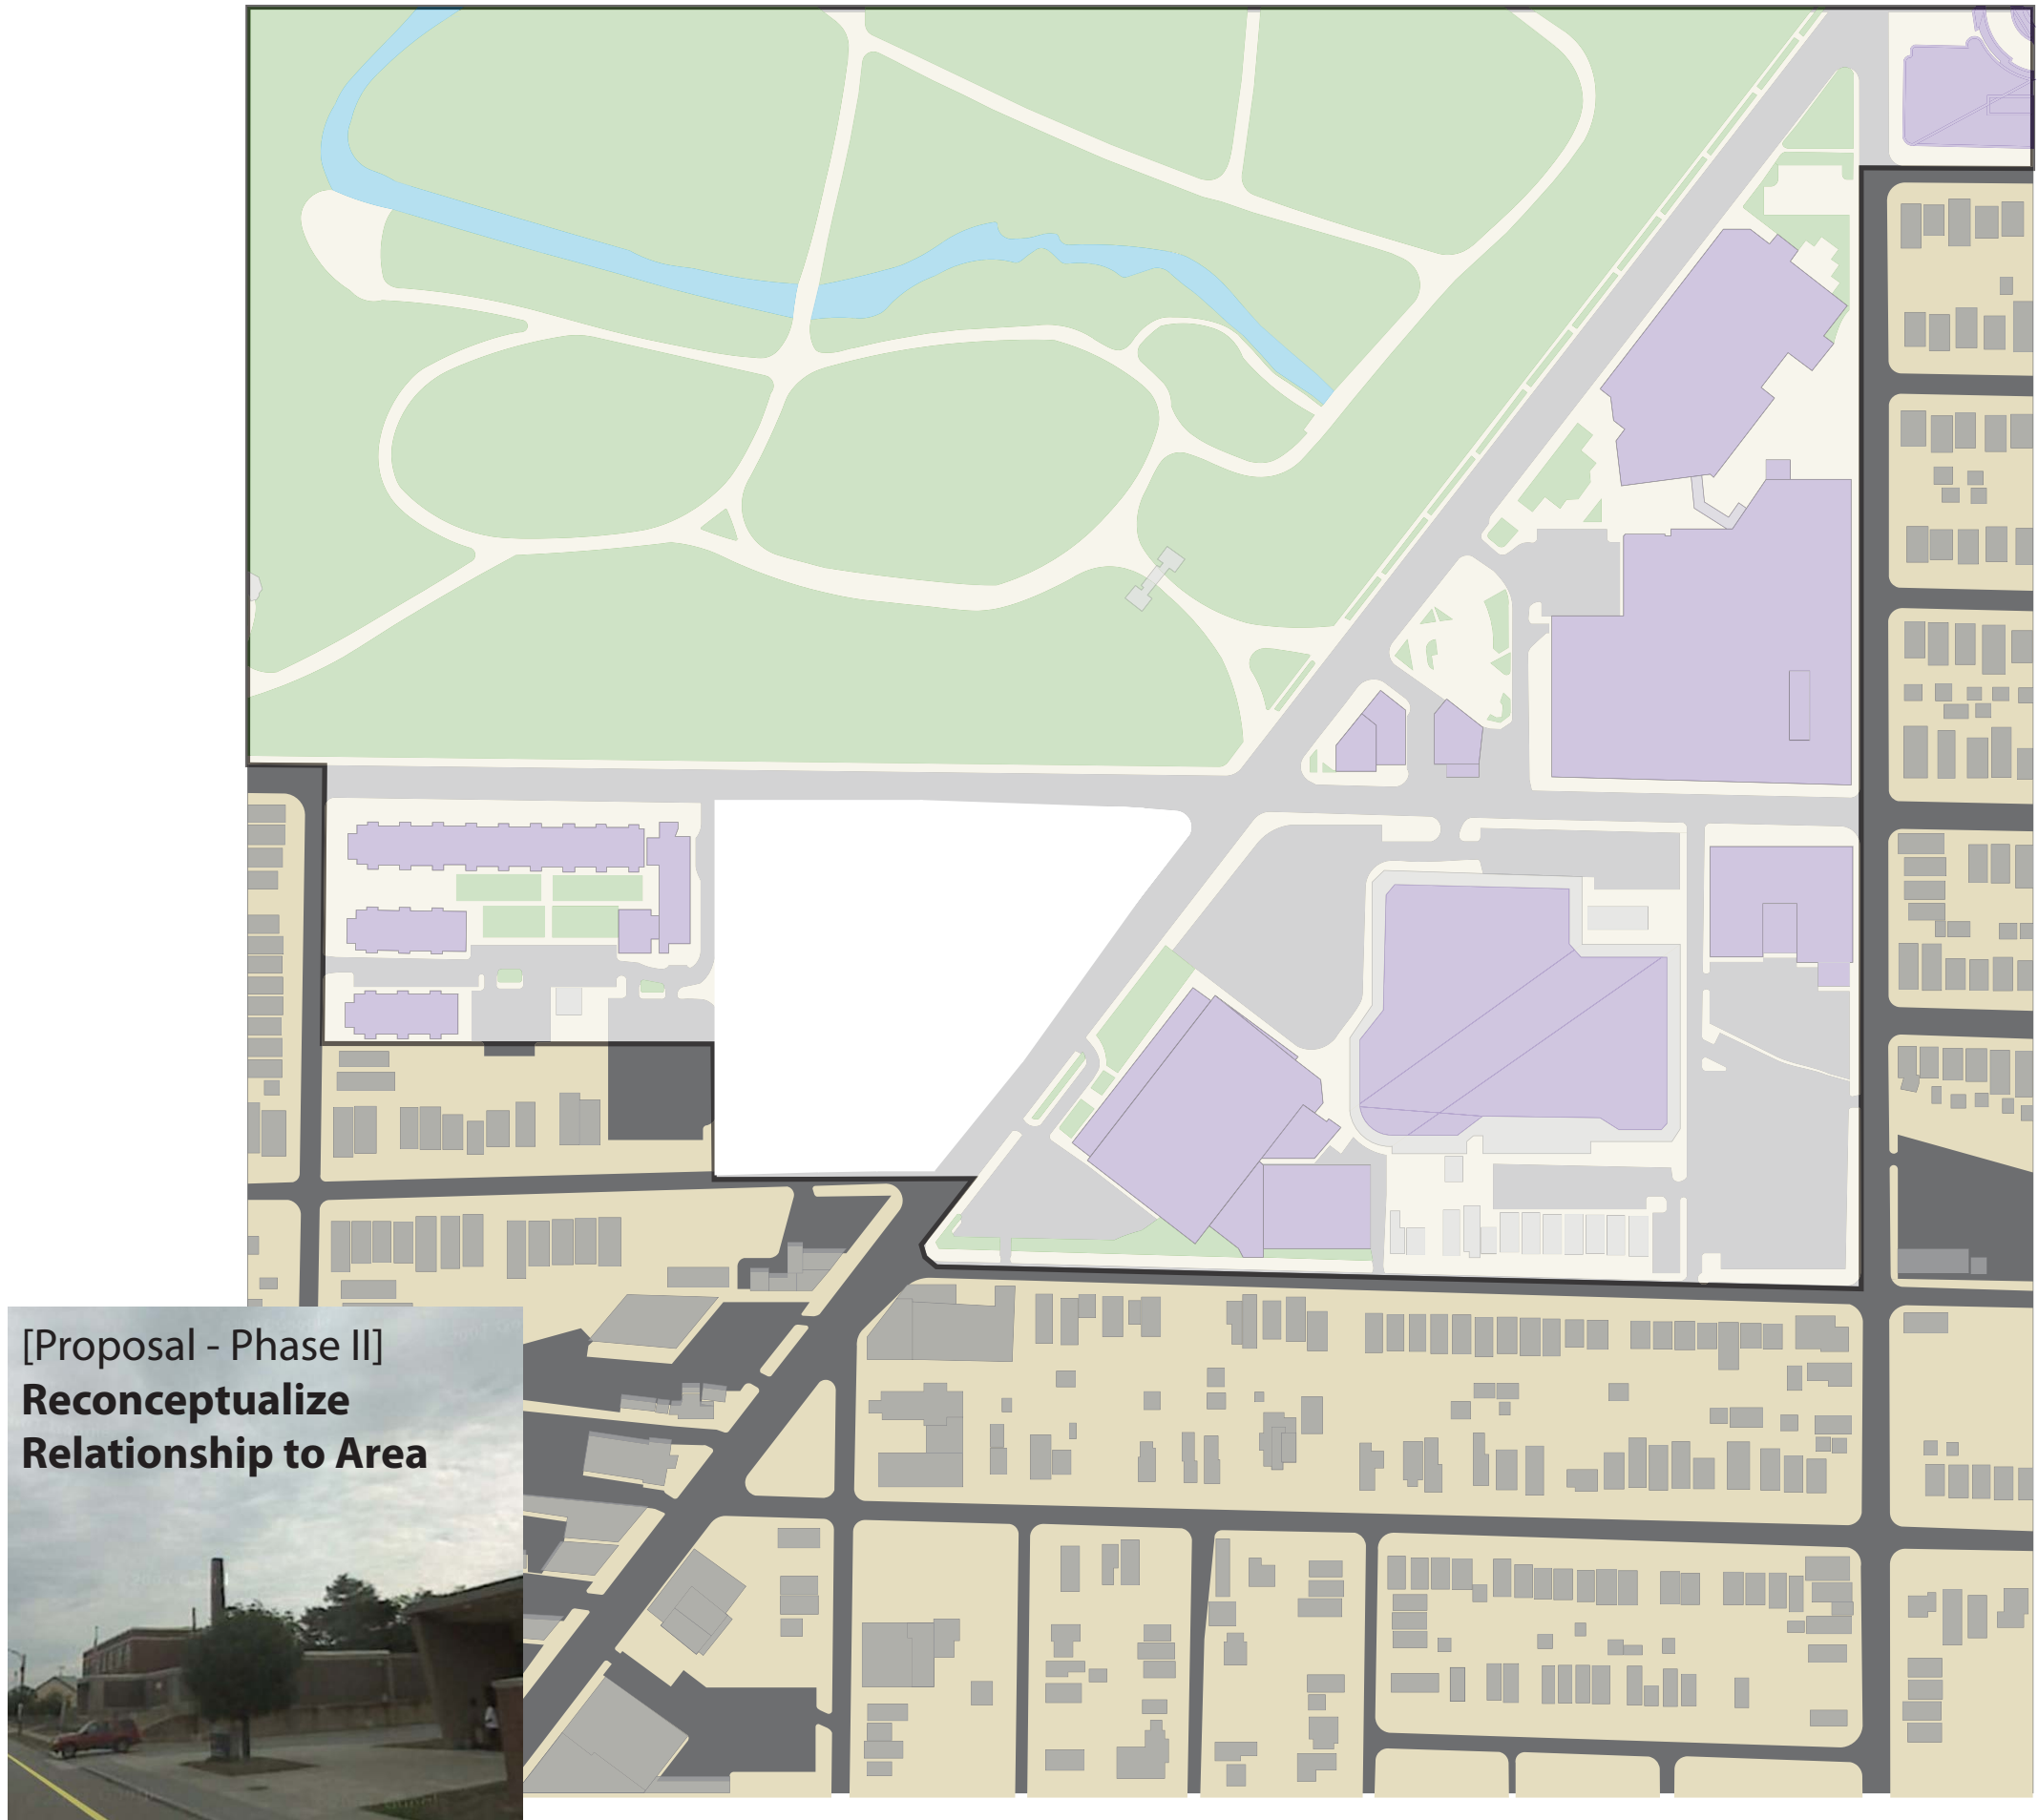 [Proposal - Phase II]
Reconceptualize
Relationship to Area